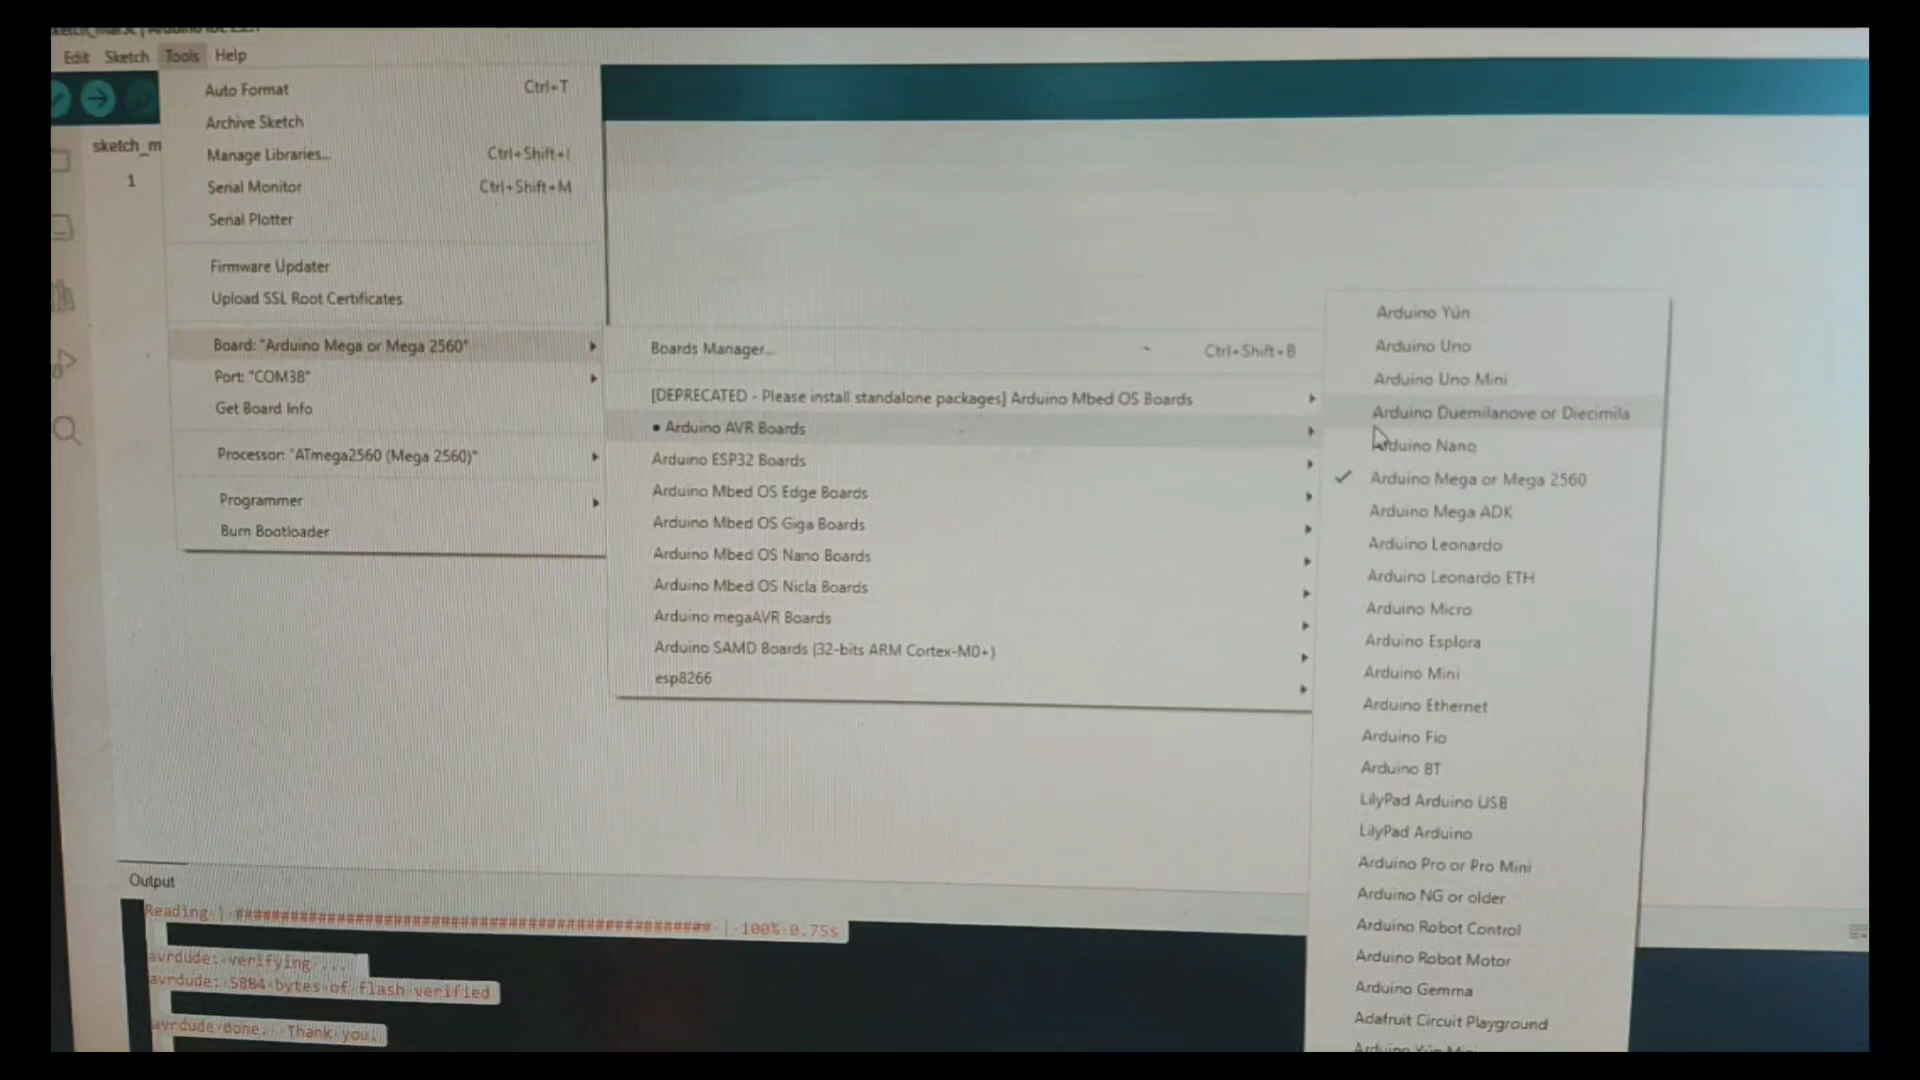 Edit Sketch Tools Help
Auto Format Ctrl+T
Archive Sketch
Manage Libraries... Ctrl+Shift+I
Serial Monitor Ctrl+Shift+M
Serial Plotter
Firmware Updater
Upload SSL Root Certificates
Board: "Arduino Mega or Mega 2560"
Port: "COM38"
Get Board Info
Processor: "ATmega2560 (Mega 2560)"
Programmer
Burn Bootloader
sketch_m
1
Boards Manager... Ctrl+Shift+B
[DEPRECATED - Please install standalone packages] Arduino Mbed OS Boards
Arduino AVR Boards
Arduino ESP32 Boards
Arduino Mbed OS Edge Boards
Arduino Mbed OS Giga Boards
Arduino Mbed OS Nano Boards
Arduino Mbed OS Nicla Boards
Arduino megaAVR Boards
Arduino SAMD Boards (32-bits ARM Cortex-M0+)
esp8266
Arduino Yún
Arduino Uno
Arduino Uno Mini
Arduino Duemilanove or Diecimila
Arduino Nano
Arduino Mega or Mega 2560
Arduino Mega ADK
Arduino Leonardo
Arduino Leonardo ETH
Arduino Micro
Arduino Esplora
Arduino Mini
Arduino Ethernet
Arduino Fio
Arduino BT
LilyPad Arduino USB
LilyPad Arduino
Arduino Pro or Pro Mini
Arduino NG or older
Arduino Robot Control
Arduino Robot Motor
Arduino Gemma
Adafruit Circuit Playground
Output
Reading | ################################################## | 100% 0.75s
avrdude: verifying ...
avrdude: 5884 bytes of flash verified
avrdude done. Thank you.